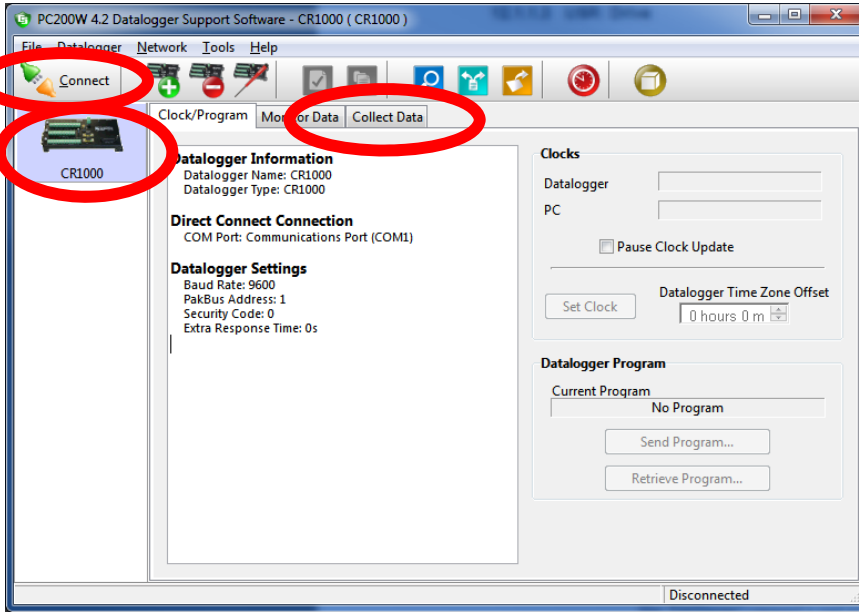 PC200W 4.2 Datalogger Support Software - CR1000 ( CR1000 )
File Datalogger Network Tools Help
Connect
CR1000
Clock/Program Monitor Data Collect Data
Datalogger Information
Datalogger Name: CR1000
Datalogger Type: CR1000
Direct Connect Connection
COM Port: Communications Port (COM1)
Datalogger Settings
Baud Rate: 9600
PakBus Address: 1
Security Code: 0
Extra Response Time: 0s
Clocks
Datalogger
PC
Pause Clock Update
Set Clock
Datalogger Time Zone Offset
0 hours 0 m
Datalogger Program
Current Program
No Program
Send Program...
Retrieve Program...
Disconnected